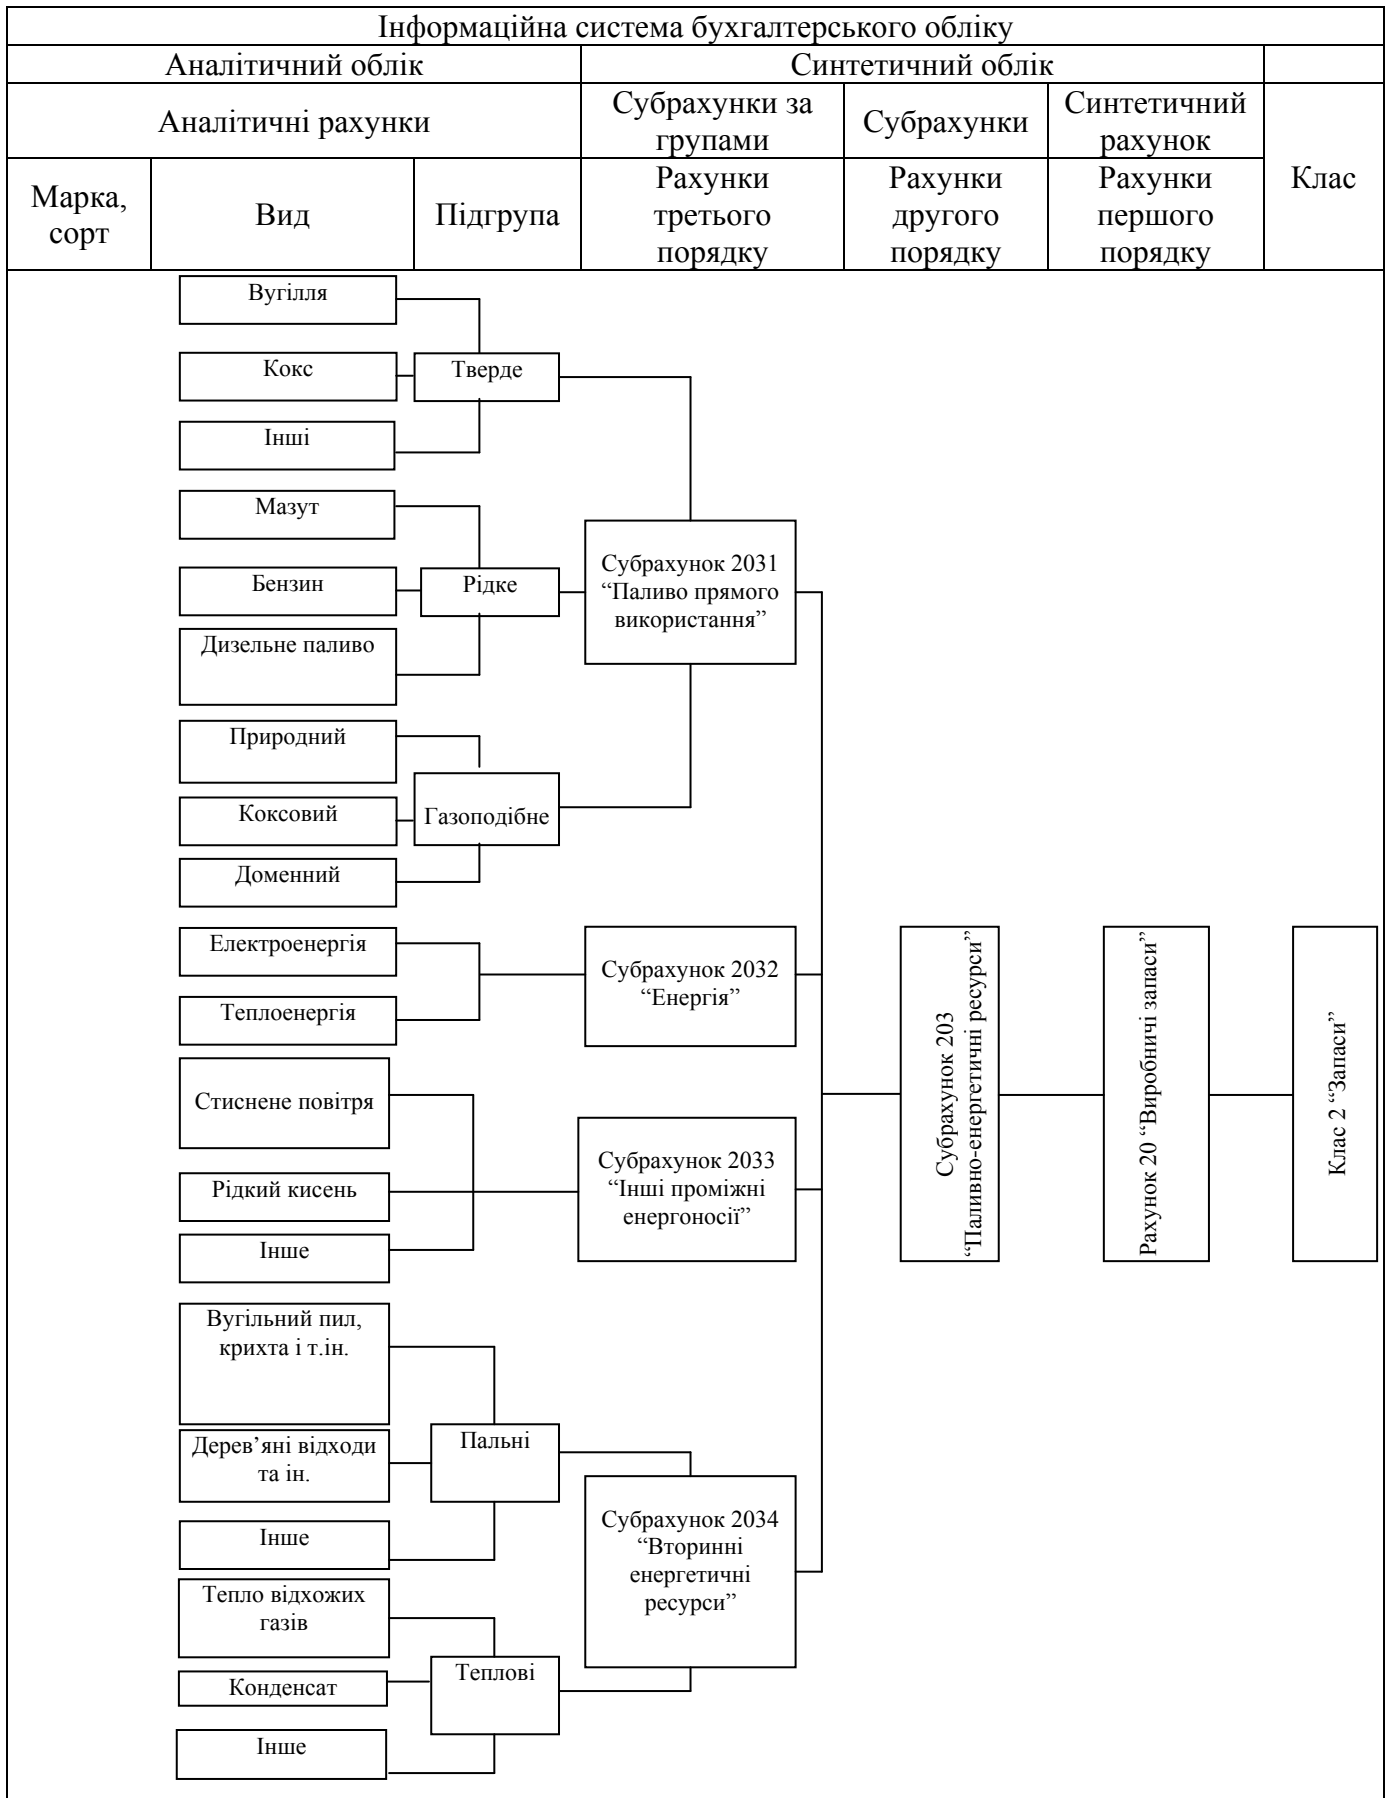 Інформаційна система бухгалтерського обліку
Аналітичний облік
Синтетичний облік
Аналітичні рахунки
Субрахунки за
групами
Субрахунки
Синтетичний
рахунок
Клас
Марка,
сорт
Вид
Підгрупа
Рахунки
третього
порядку
Рахунки
другого
порядку
Рахунки
першого
порядку
Вугілля
Кокс
Інші
Тверде
Мазут
Бензин
Дизельне паливо
Рідке
Субрахунок 2031
“Паливо прямого
використання”
Природний
Коксовий
Доменний
Газоподібне
Електроенергія
Теплоенергія
Субрахунок 2032
“Енергія”
Стиснене повітря
Рідкий кисень
Інше
Субрахунок 2033
“Інші проміжні
енергоносії”
Субрахунок 203
“Паливно-енергетичні ресурси”
Рахунок 20 “Виробничі запаси”
Клас 2 “Запаси”
Вугільний пил,
крихта і т.ін.
Дерев’яні відходи
та ін.
Інше
Пальні
Субрахунок 2034
“Вторинні
енергетичні
ресурси”
Тепло відхожих
газів
Конденсат
Інше
Теплові